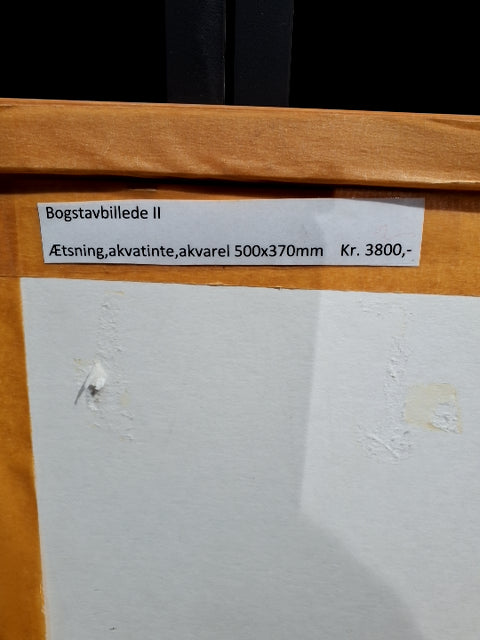 Bogstavbillede II
Ætsning,akvatinte,akvarel 500x370mm Kr. 3800,-